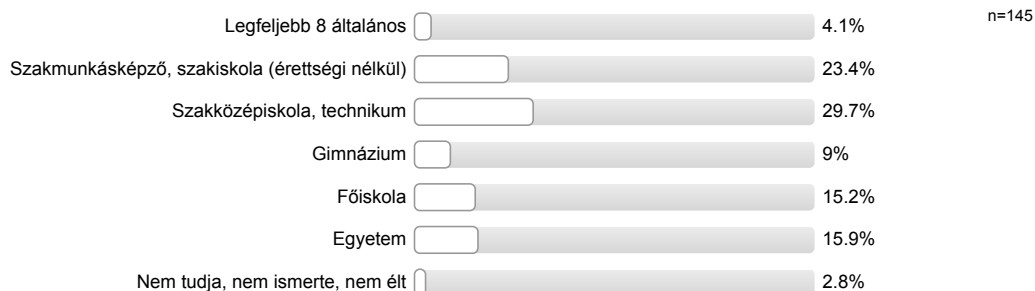 Legfeljebb 8 általános 4.1% n=145
Szakmunkásképző, szakiskola (érettségi nélkül) 23.4%
Szakközépiskola, technikum 29.7%
Gimnázium 9%
Főiskola 15.2%
Egyetem 15.9%
Nem tudja, nem ismerte, nem élt 2.8%